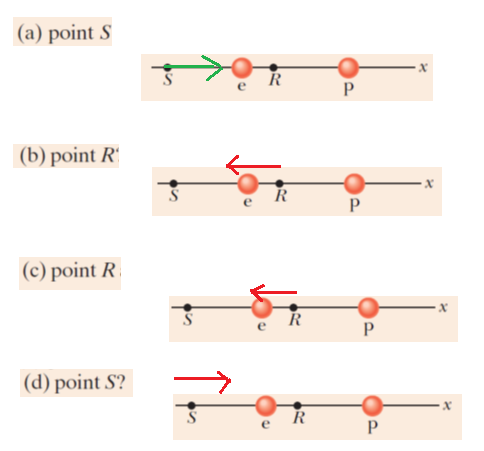 (a) point S
S e R p x
(b) point R
S e R p x
(c) point R
S e R p x
(d) point S?
S e R p x